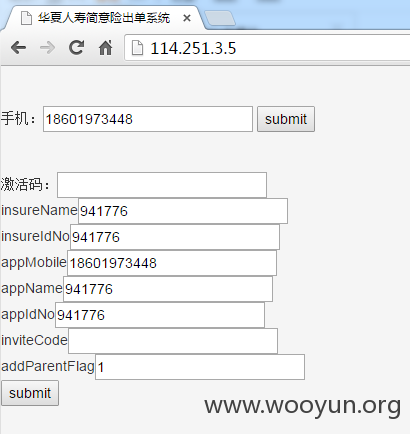 华夏人寿简意险出单系统
114.251.3.5
手机：18601973448 submit
激活码：
insureName 941776
insureIdNo 941776
appMobile 18601973448
appName 941776
appIdNo 941776
inviteCode
addParentFlag 1
submit
www.wooyun.org